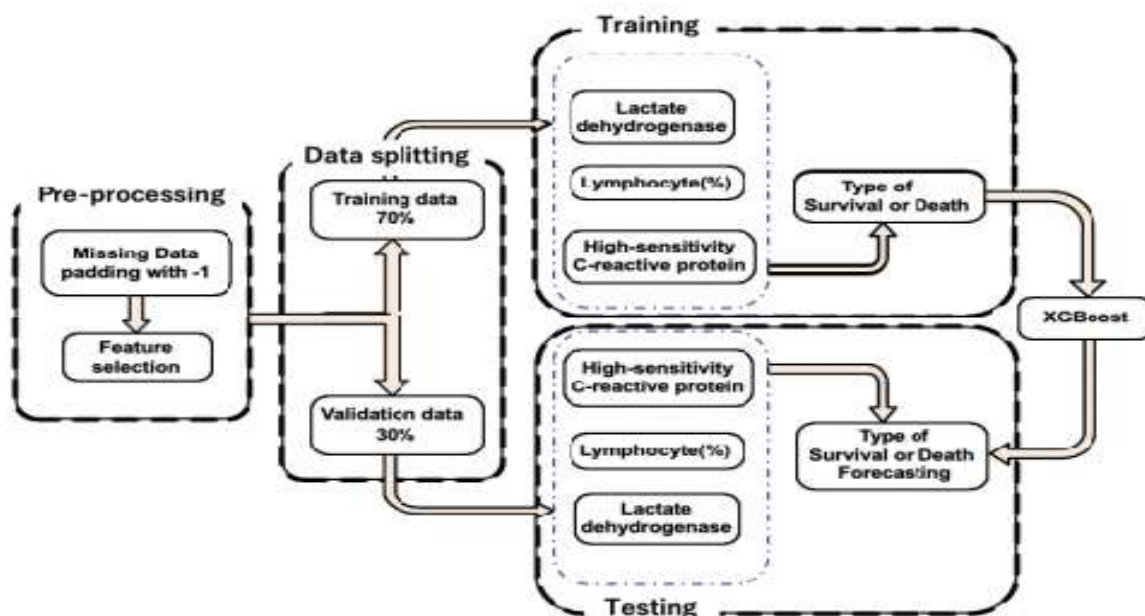 Training
Lactate
dehydrogenase
Lymphocyte(%)
High-sensitivity
C-reactive protein
Type of
Survival or Death
Data splitting
Training data
70%
Validation data
30%
Pre-processing
Missing Data
padding with -1
Feature
selection
XGBoost
High-sensitivity
C-reactive protein
Lymphocyte(%)
Lactate
dehydrogenase
Type of
Survival or Death
Forecasting
Testing